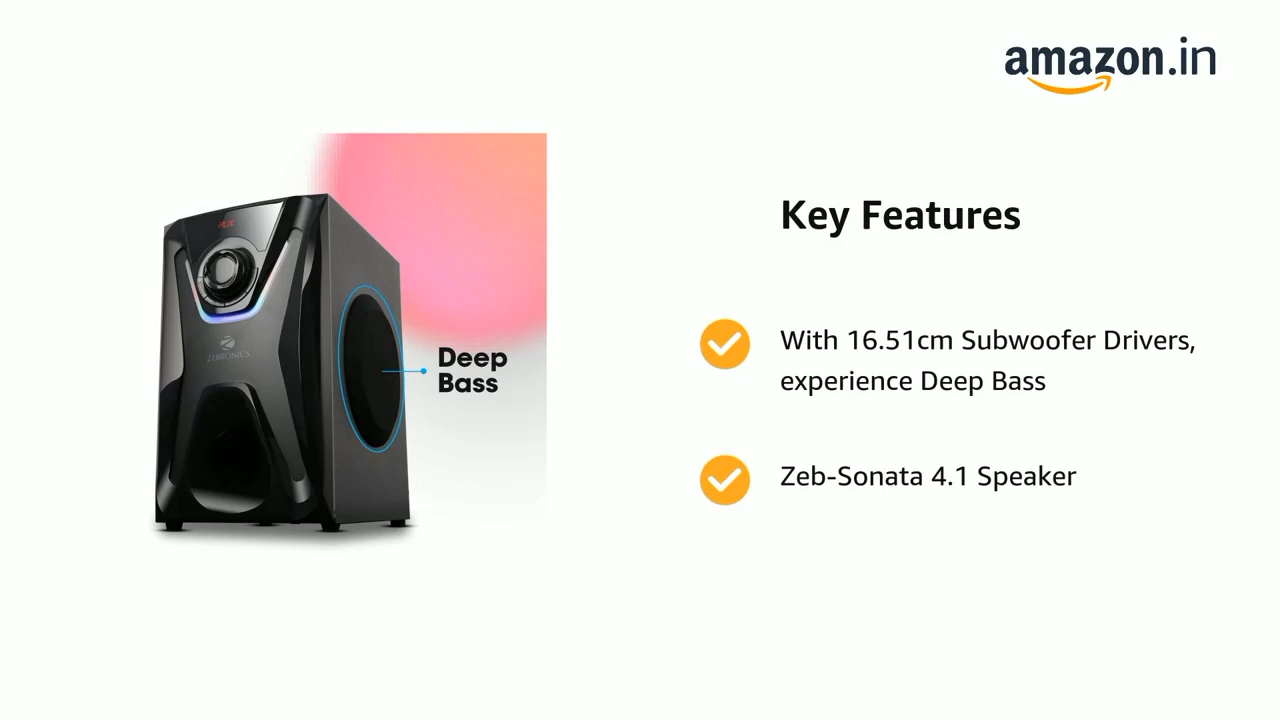 amazon.in
Key Features
AUX
ZEBRONICS
Deep
Bass
With 16.51cm Subwoofer Drivers,
experience Deep Bass
Zeb-Sonata 4.1 Speaker